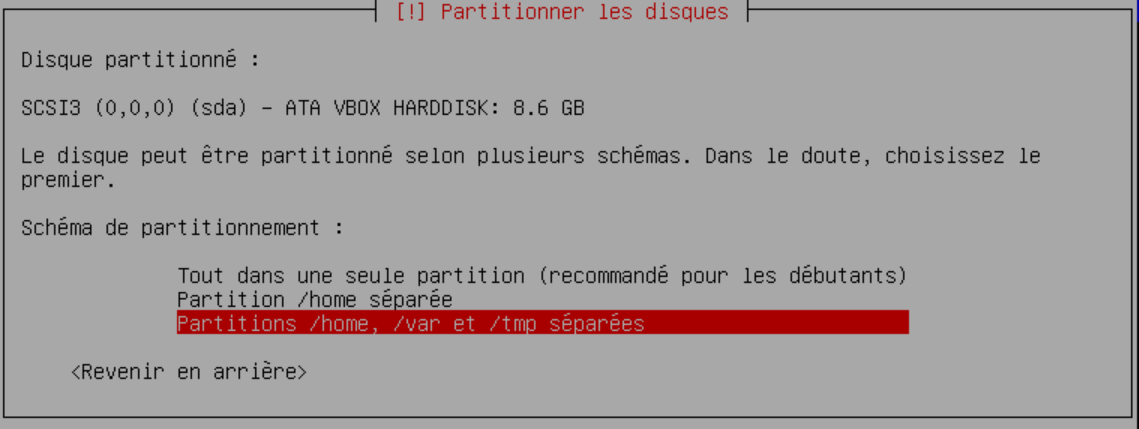 [!] Partitionner les disques
Disque partitionné :
SCSI3 (0,0,0) (sda) – ATA VBOX HARDDISK: 8.6 GB
Le disque peut être partitionné selon plusieurs schémas. Dans le doute, choisissez le
premier.
Schéma de partitionnement :
Tout dans une seule partition (recommandé pour les débutants)
Partition /home séparée
Partitions /home, /var et /tmp séparées
<Revenir en arrière>